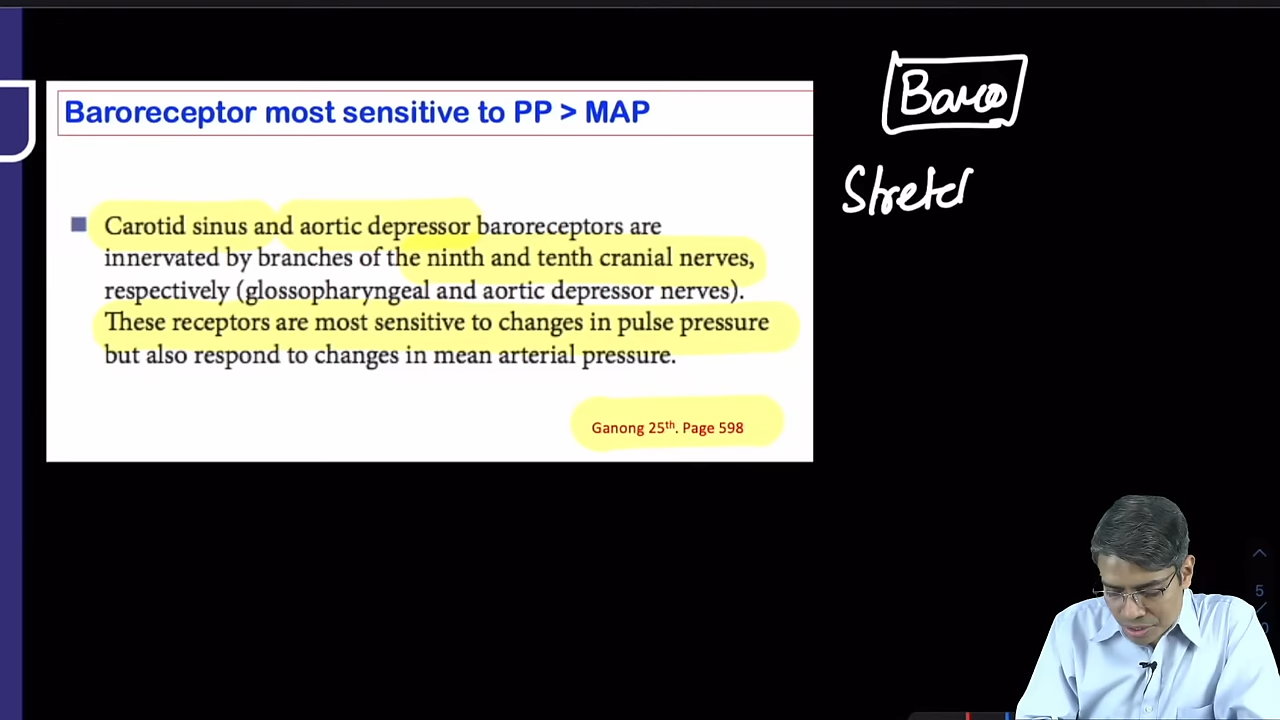 Baroreceptor most sensitive to PP > MAP
Carotid sinus and aortic depressor baroreceptors are
innervated by branches of the ninth and tenth cranial nerves,
respectively (glossopharyngeal and aortic depressor nerves).
These receptors are most sensitive to changes in pulse pressure
but also respond to changes in mean arterial pressure.
Ganong 25th. Page 598
Baro
Stretch
5